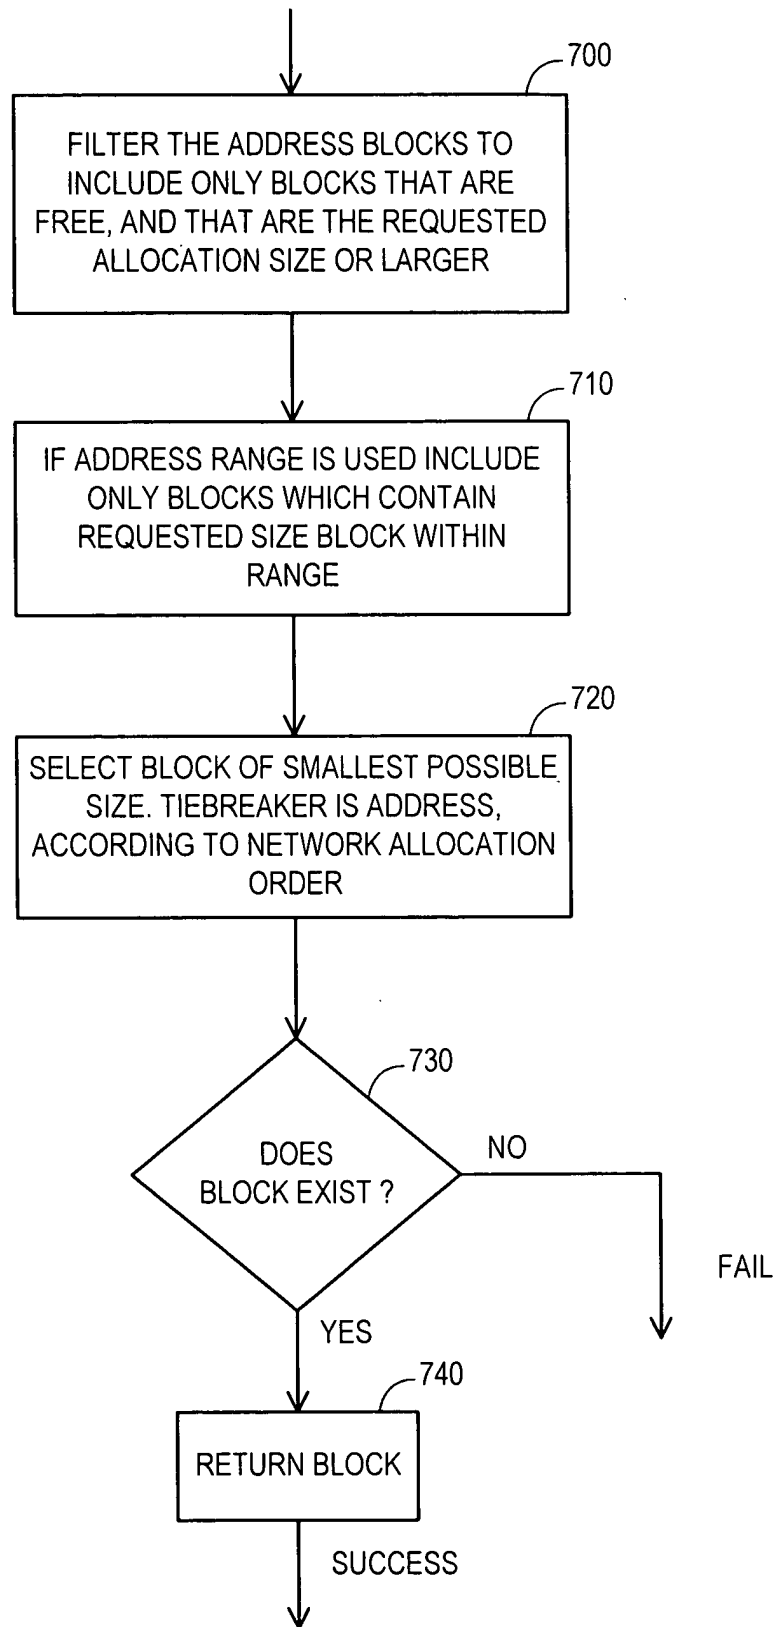 700
FILTER THE ADDRESS BLOCKS TO
INCLUDE ONLY BLOCKS THAT ARE
FREE, AND THAT ARE THE REQUESTED
ALLOCATION SIZE OR LARGER
710
IF ADDRESS RANGE IS USED INCLUDE
ONLY BLOCKS WHICH CONTAIN
REQUESTED SIZE BLOCK WITHIN
RANGE
720
SELECT BLOCK OF SMALLEST POSSIBLE
SIZE. TIEBREAKER IS ADDRESS,
ACCORDING TO NETWORK ALLOCATION
ORDER
730
DOES
BLOCK EXIST ?
NO
FAIL
YES
740
RETURN BLOCK
SUCCESS